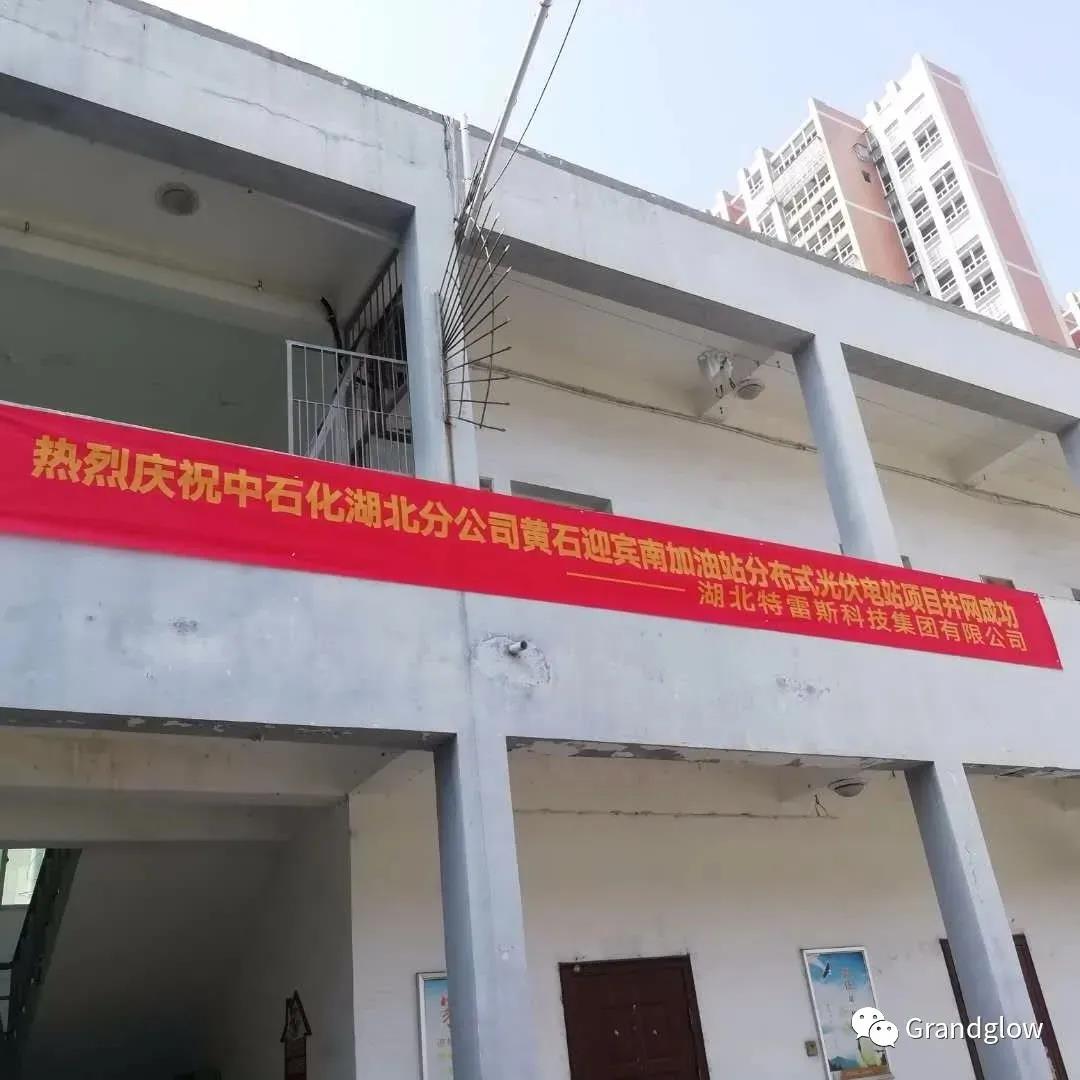 热烈庆祝中石化湖北分公司黄石迎宾南加油站分布式光伏电站项目并网成功
——湖北特雷斯科技集团有限公司
Grandglow